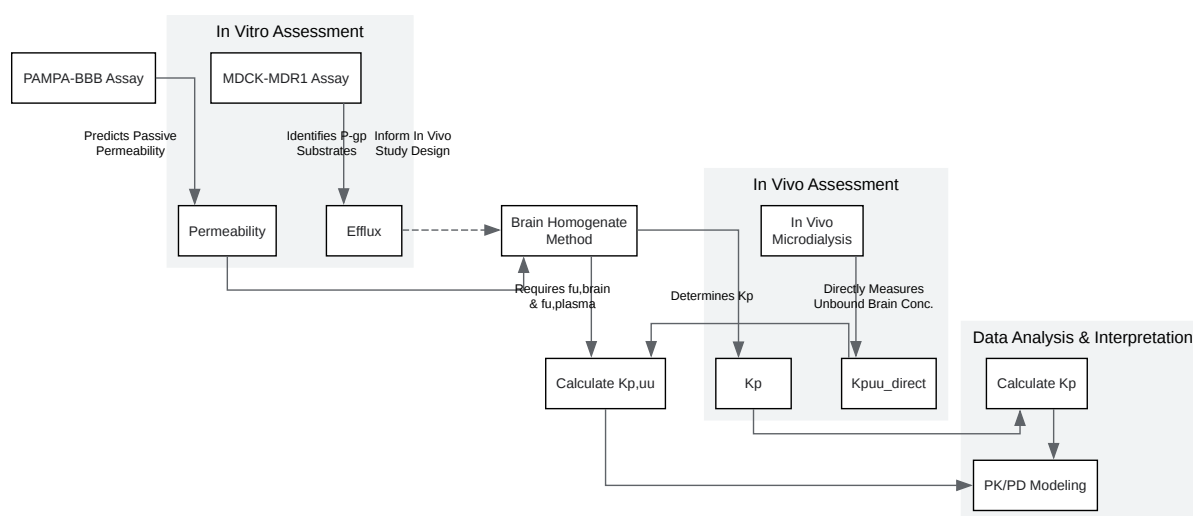 In Vitro Assessment
PAMPA-BBB Assay
MDCK-MDR1 Assay
Predicts Passive
Permeability
Identifies P-gp
Substrates
Inform In Vivo
Study Design
In Vivo Assessment
Permeability
Efflux
Brain Homogenate
Method
In Vivo
Microdialysis
Requires fu,brain
& fu,plasma
Determines Kp
Directly Measures
Unbound Brain Conc.
Data Analysis & Interpretation
Calculate Kp,uu
Kp
Kpuu_direct
Calculate Kp
PK/PD Modeling